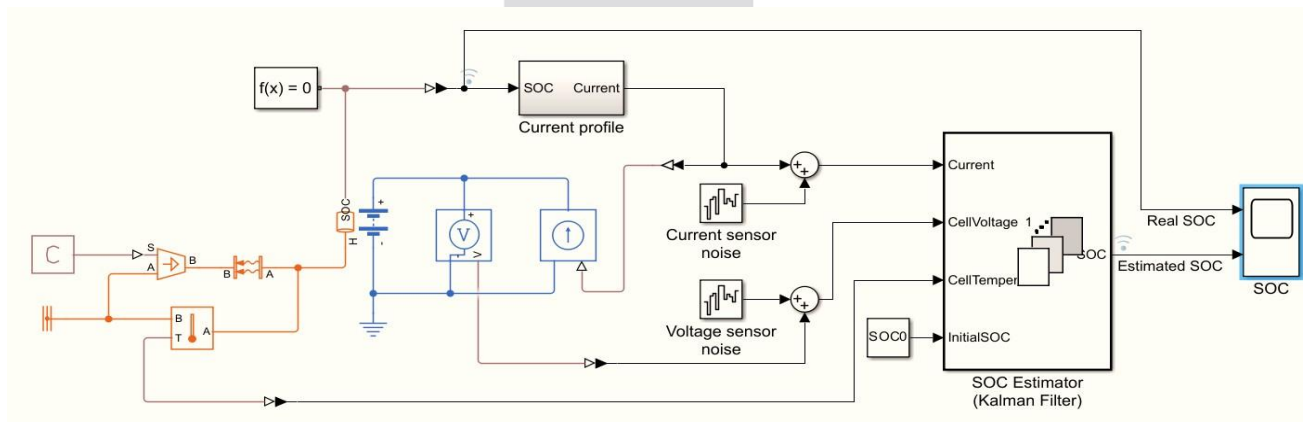 f(x) = 0
SOC Current
Current profile
Current
Current sensor
noise
CellVoltage 1
SOC
CellTemper
Voltage sensor
noise
SOC0
InitialSOC
SOC Estimator
(Kalman Filter)
Real SOC
Estimated SOC
SOC
SOC
H
+
-
+
V
V
C
S
A
B
B
A
B
T
A
+
+
+
+